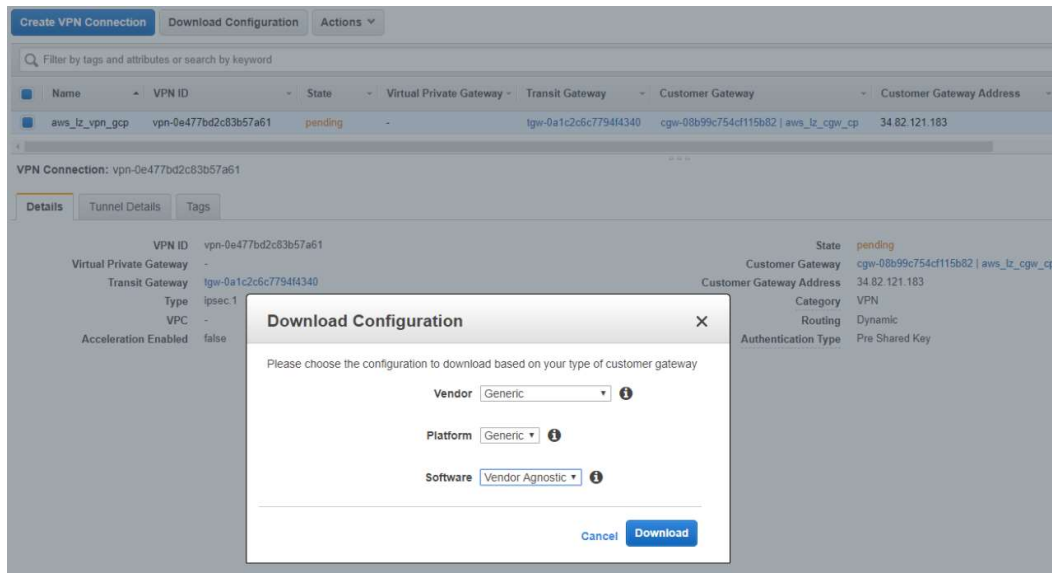 Create VPN Connection Download Configuration Actions
Filter by tags and attributes or search by keyword
Name VPN ID State Virtual Private Gateway Transit Gateway Customer Gateway Customer Gateway Address
aws_lz_vpn_gcp vpn-0e477bd2c83b57a61 pending - tgw-0a1c2c6c7794f4340 cgw-08b99c754cf115b82 | aws_lz_cgw_cp 34.82.121.183
VPN Connection: vpn-0e477bd2c83b57a61
Details Tunnel Details Tags
VPN ID vpn-0e477bd2c83b57a61 State pending
Virtual Private Gateway - Customer Gateway cgw-08b99c754cf115b82 | aws_lz_cgw_cp
Transit Gateway tgw-0a1c2c6c7794f4340 Customer Gateway Address 34.82.121.183
Type ipsec.1 Category VPN
VPC - Routing Dynamic
Acceleration Enabled false Authentication Type Pre Shared Key
Download Configuration
Please choose the configuration to download based on your type of customer gateway
Vendor Generic
Platform Generic
Software Vendor Agnostic
Cancel Download